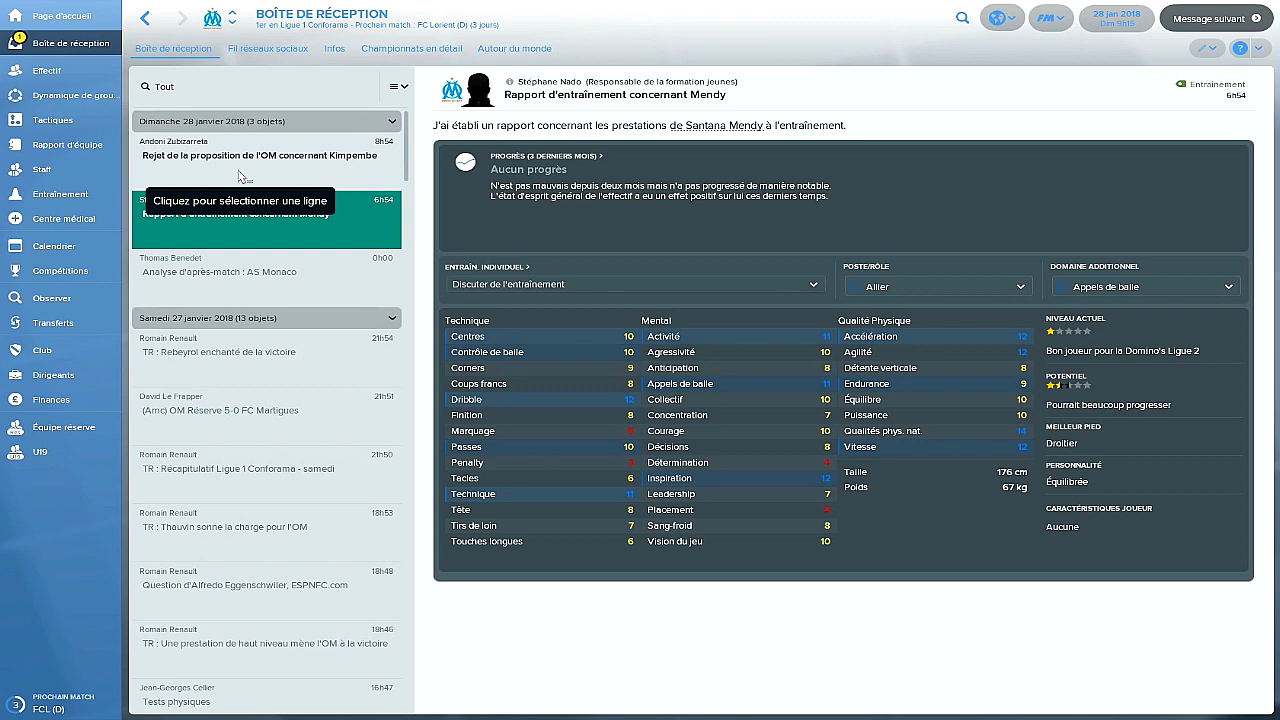 BOÎTE DE RÉCEPTION
1er en Ligue 1 Conforama - Prochain match : FC Lorient (D) (3 jours)
FM
28 jan 2018
Dim 9h15
Message suivant
Page d'accueil
1
Boîte de réception
Effectif
Dynamique de grou...
Tactiques
Rapport d'équipe
Staff
Entraînement
Centre médical
Calendrier
Compétitions
Observer
Transferts
Club
Dirigeants
Finances
Équipe réserve
U19
3
PROCHAIN MATCH
FCL (D)
Boîte de réception
Fil réseaux sociaux
Infos
Championnats en détail
Autour du monde
?
Tout
Dimanche 28 janvier 2018 (3 objets)
Andoni Zubizarreta 8h54
Rejet de la proposition de l'OM concernant Kimpembe
Cliquez pour sélectionner une ligne
6h54
Rapport d'entraînement concernant Mendy
Thomas Benedet 0h00
Analyse d'après-match : AS Monaco
Samedi 27 janvier 2018 (13 objets)
Romain Renault 21h54
TR : Rebeyrol enchanté de la victoire
David Le Frapper 21h51
(Amc) OM Réserve 5-0 FC Martigues
Romain Renault 21h50
TR : Récapitulatif Ligue 1 Conforama - samedi
Romain Renault 18h53
TR : Thauvin sonne la charge pour l'OM
Romain Renault 18h48
Question d'Alfredo Eggenschwiler, ESPNFC.com
Romain Renault 18h46
TR : Une prestation de haut niveau mène l'OM à la victoire
Jean-Georges Cellier 16h47
Tests physiques
Stéphane Nado (Responsable de la formation jeunes)
Rapport d'entraînement concernant Mendy
Entraînement
6h54
J'ai établi un rapport concernant les prestations de Santana Mendy à l'entraînement.
PROGRÈS (3 DERNIERS MOIS) >
Aucun progrès
N'est pas mauvais depuis deux mois mais n'a pas progressé de manière notable.
L'état d'esprit général de l'effectif a eu un effet positif sur lui ces derniers temps.
ENTRAÎN. INDIVIDUEL >
Discuter de l'entraînement
POSTE/RÔLE
Ailier
DOMAINE ADDITIONNEL
Appels de balle
Technique
Centres 10
Contrôle de balle 10
Corners 9
Coups francs 8
Dribble 12
Finition 8
Marquage
Passes 10
Penalty
Tacles 6
Technique 11
Tête 8
Tirs de loin 7
Touches longues 6
Mental
Activité 11
Agressivité 10
Anticipation 8
Appels de balle 11
Collectif 10
Concentration 7
Courage 10
Décisions 8
Détermination
Inspiration 12
Leadership 7
Placement
Sang-froid 8
Vision du jeu 10
Qualité Physique
Accélération 12
Agilité 12
Détente verticale 8
Endurance 9
Équilibre 10
Puissance 10
Qualités phys. nat. 14
Vitesse 12
Taille 176 cm
Poids 67 kg
NIVEAU ACTUEL
Bon joueur pour la Domino's Ligue 2
POTENTIEL
Pourrait beaucoup progresser
MEILLEUR PIED
Droitier
PERSONNALITÉ
Équilibrée
CARACTÉRISTIQUES JOUEUR
Aucune